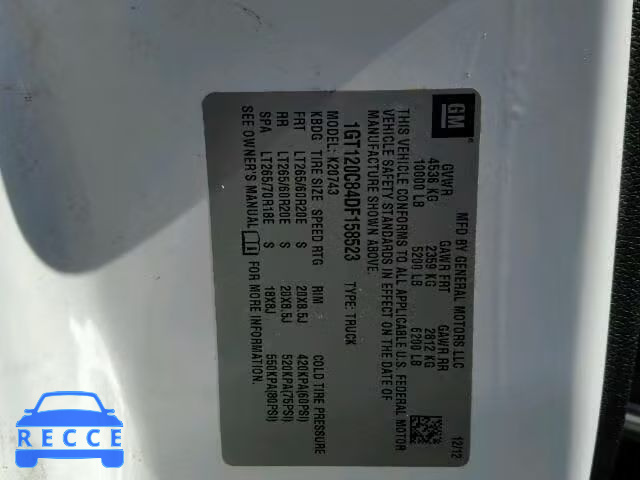 GM
MFD BY GENERAL MOTORS LLC
12/12
GVWR GAWR FRT GAWR RR
4536 KG 2359 KG 2812 KG
10000 LB 5200 LB 6200 LB
THIS VEHICLE CONFORMS TO ALL APPLICABLE U.S. FEDERAL MOTOR
VEHICLE SAFETY STANDARDS IN EFFECT ON THE DATE OF
MANUFACTURE SHOWN ABOVE.
1GT120C84DF158523 TYPE: TRUCK
MODEL: K20743
KBDG TIRE SIZE SPEED RTG RIM COLD TIRE PRESSURE
FRT LT265/60R20E S 20X8.5J 420KPA(60PSI)
RR LT265/60R20E S 20X8.5J 520KPA(75PSI)
SPA LT265/70R18E S 18X8J 550KPA(80PSI)
SEE OWNER'S MANUAL FOR MORE INFORMATION.
RECCE